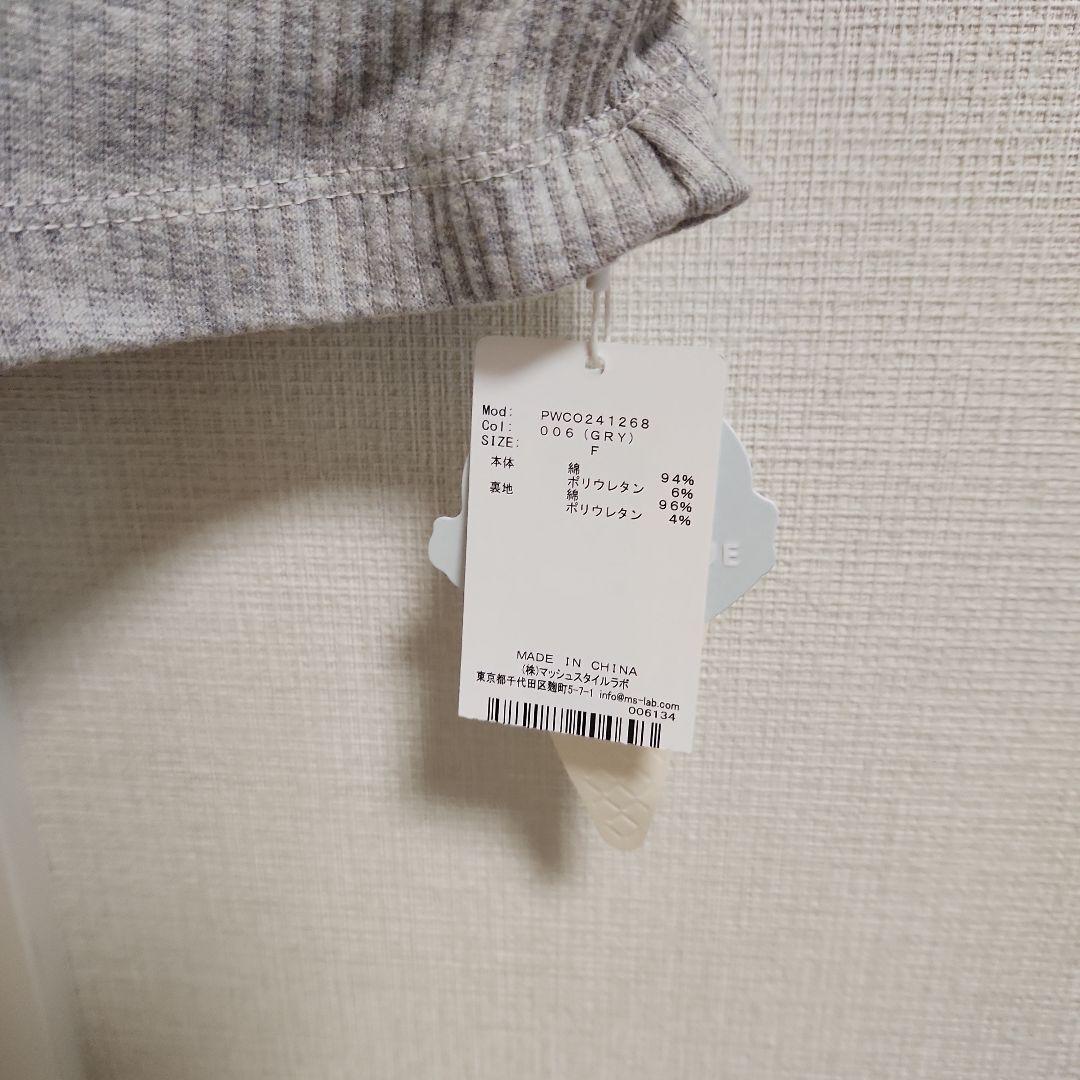 Mod: PWCO241268
Col: 006 (GRY)
SIZE: F
本体 綿 94%
ポリウレタン 6%
裏地 綿 96%
ポリウレタン 4%
E
MADE IN CHINA
(株)マッシュスタイルラボ
東京都千代田区麹町5-7-1 info@ms-lab.com
006134